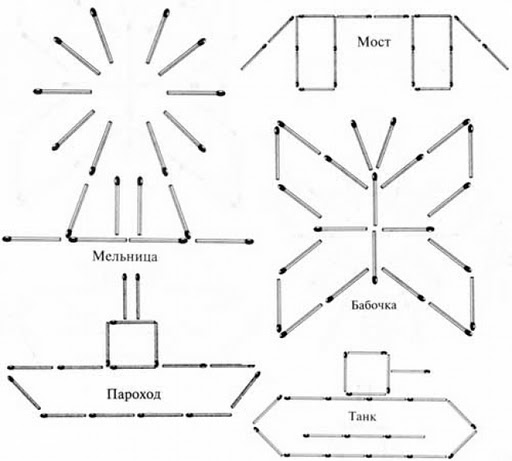 Мост
Мельница
Бабочка
Пароход
Танк